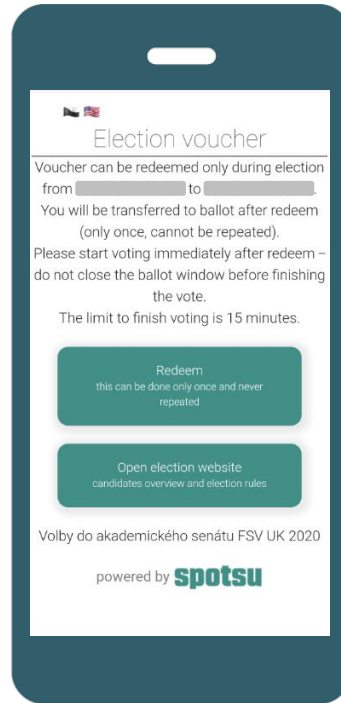 Election voucher
Voucher can be redeemed only during election
from to .
You will be transferred to ballot after redeem
(only once, cannot be repeated).
Please start voting immediately after redeem –
do not close the ballot window before finishing
the vote.
The limit to finish voting is 15 minutes.
Redeem
this can be done only once and never
repeated
Open election website
candidates overview and election rules
Volby do akademického senátu FSV UK 2020
powered by spotsu